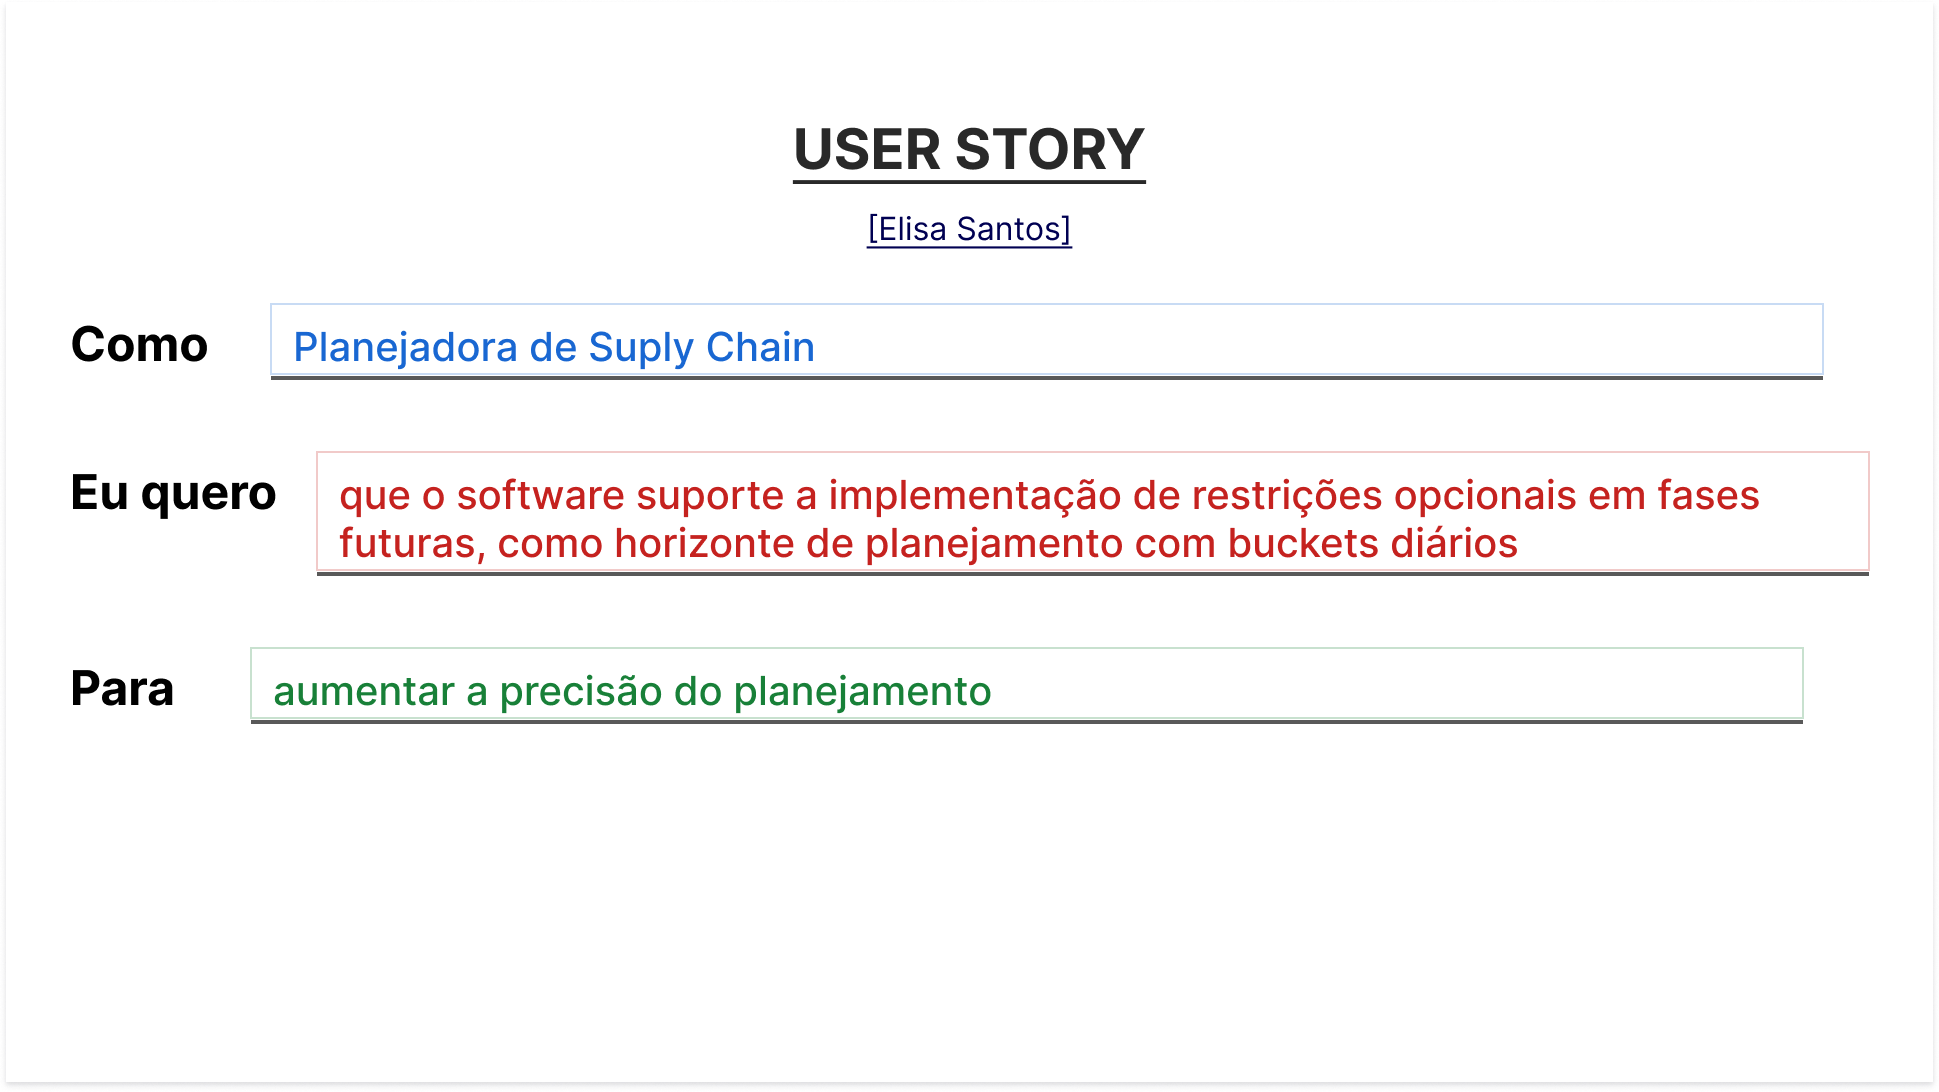 USER STORY
[Elisa Santos]
Como Planejadora de Suply Chain
Eu quero que o software suporte a implementação de restrições opcionais em fases
futuras, como horizonte de planejamento com buckets diários
Para aumentar a precisão do planejamento